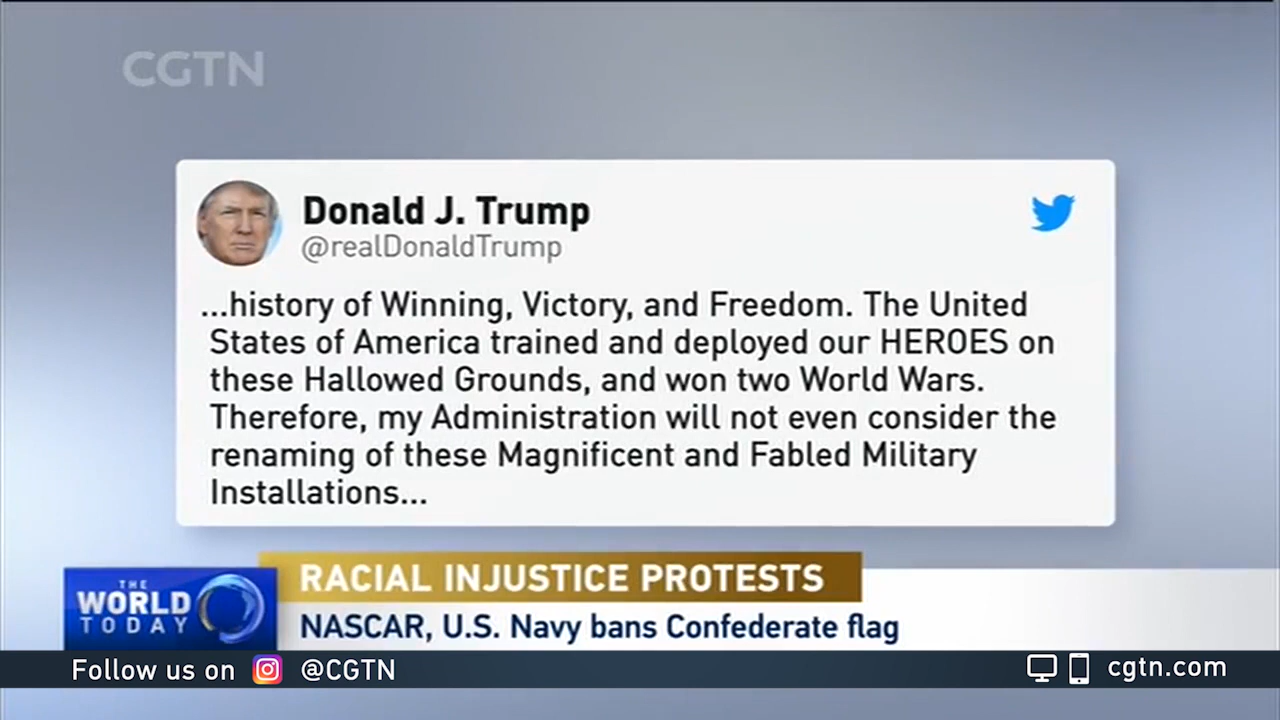 CGTN
Donald J. Trump
@realDonaldTrump
...history of Winning, Victory, and Freedom. The United
States of America trained and deployed our HEROES on
these Hallowed Grounds, and won two World Wars.
Therefore, my Administration will not even consider the
renaming of these Magnificent and Fabled Military
Installations...
RACIAL INJUSTICE PROTESTS
THE
WORLD
TODAY
NASCAR, U.S. Navy bans Confederate flag
Follow us on @CGTN
cgtn.com